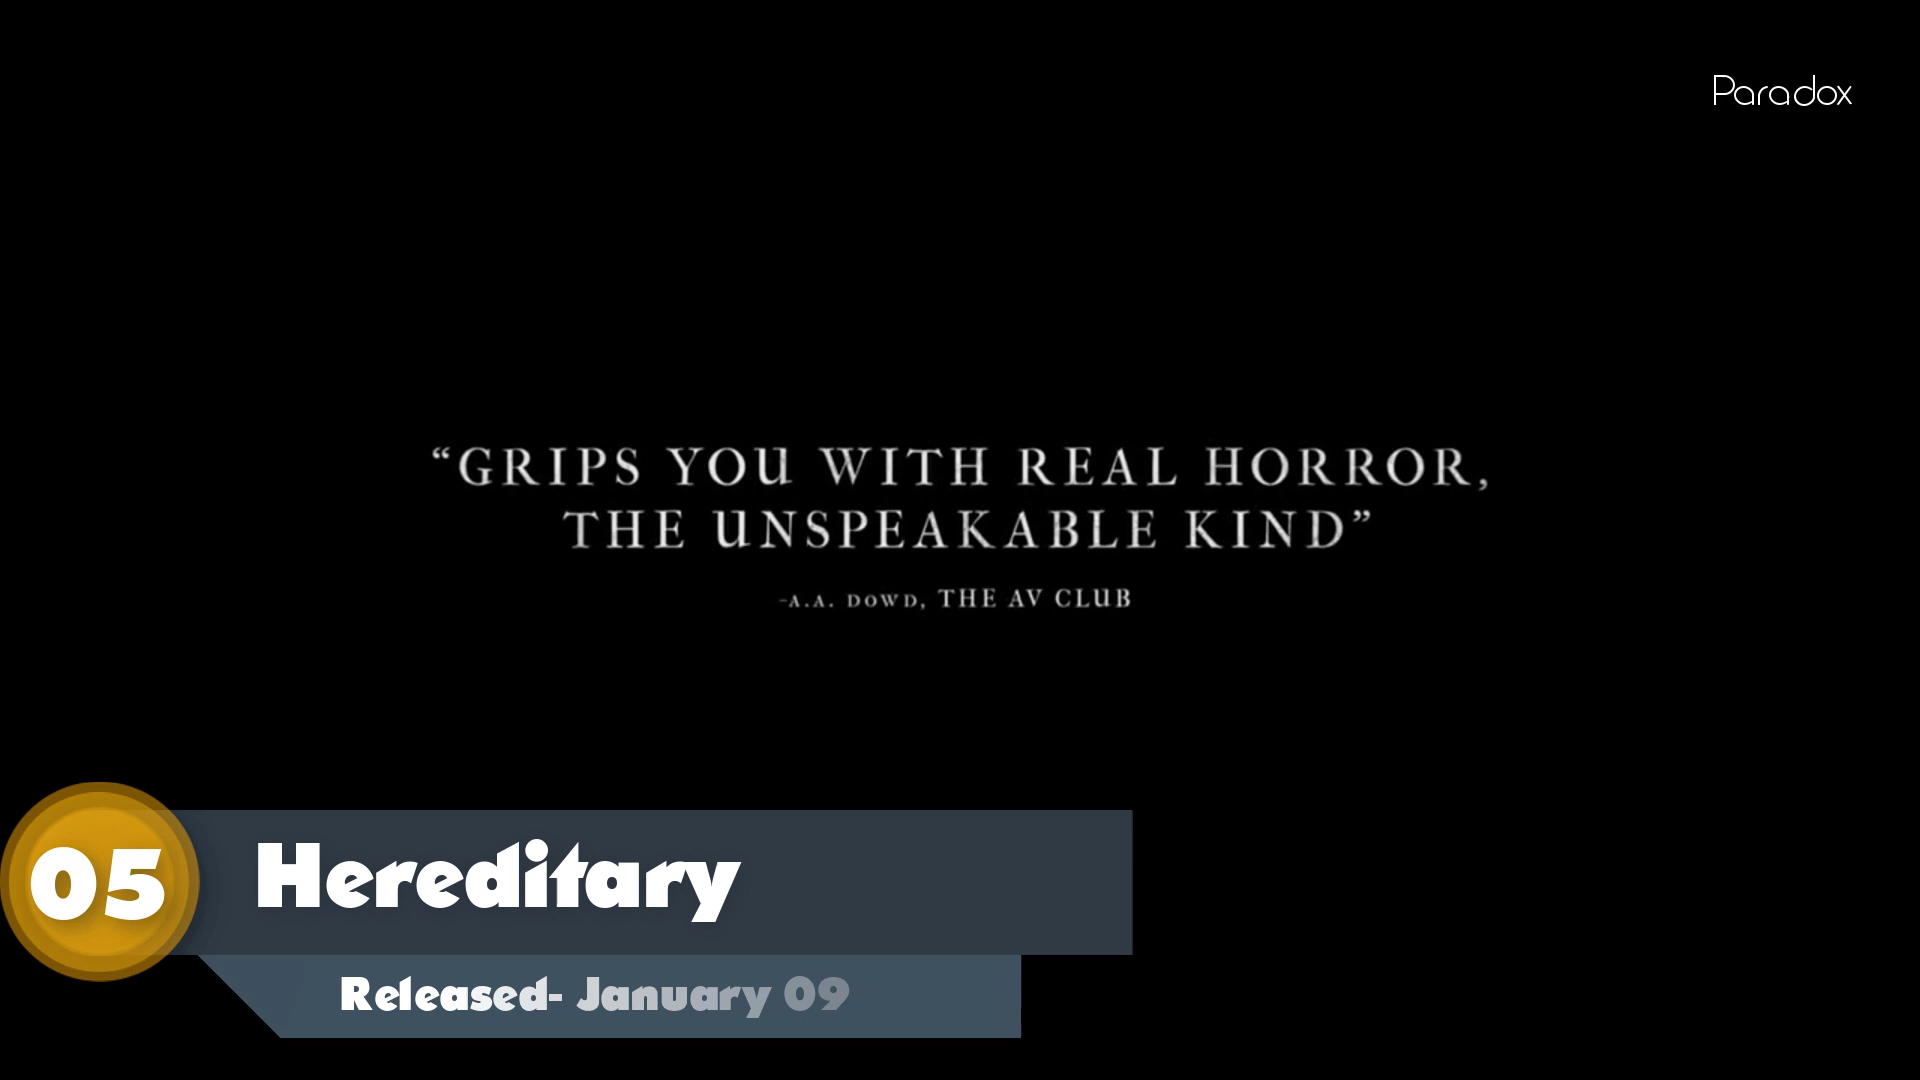 Paradox
“GRIPS YOU WITH REAL HORROR,
THE UNSPEAKABLE KIND”
-A.A. DOWD, THE AV CLUB
05
Hereditary
Released- January 09